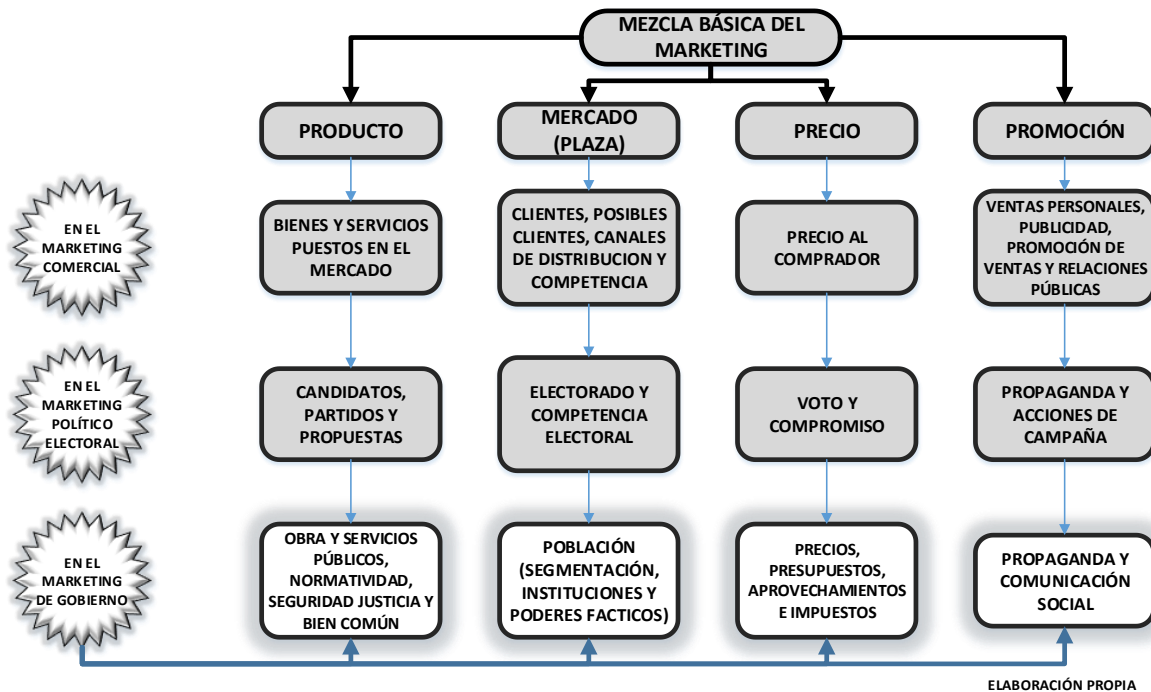 MEZCLA BÁSICA DEL
MARKETING
PRODUCTO
MERCADO
(PLAZA)
PRECIO
PROMOCIÓN
EN EL
MARKETING
COMERCIAL
BIENES Y SERVICIOS
PUESTOS EN EL
MERCADO
CLIENTES, POSIBLES
CLIENTES, CANALES
DE DISTRIBUCION Y
COMPETENCIA
PRECIO AL
COMPRADOR
VENTAS PERSONALES,
PUBLICIDAD,
PROMOCIÓN DE
VENTAS Y RELACIONES
PÚBLICAS
EN EL
MARKETING
POLÍTICO
ELECTORAL
CANDIDATOS,
PARTIDOS Y
PROPUESTAS
ELECTORADO Y
COMPETENCIA
ELECTORAL
VOTO Y
COMPROMISO
PROPAGANDA Y
ACCIONES DE
CAMPAÑA
EN EL
MARKETING
DE GOBIERNO
OBRA Y SERVICIOS
PÚBLICOS,
NORMATIVIDAD,
SEGURIDAD JUSTICIA Y
BIEN COMÚN
POBLACIÓN
(SEGMENTACIÓN,
INSTITUCIONES Y
PODERES FACTICOS)
PRECIOS,
PRESUPUESTOS,
APROVECHAMIENTOS
E IMPUESTOS
PROPAGANDA Y
COMUNICACIÓN
SOCIAL
ELABORACIÓN PROPIA